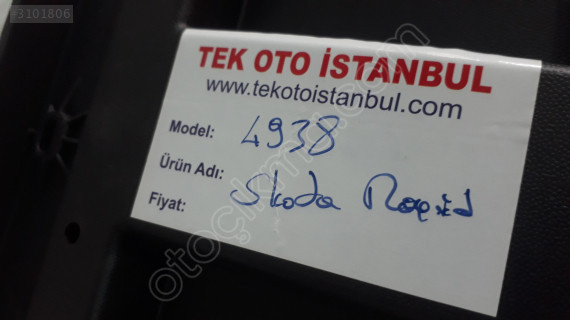 3101806
TEK OTO İSTANBUL
www.tekotoistanbul.com
Model: 4938
Ürün Adı:
Fiyat: Skoda Rapid
otoçıkma.com